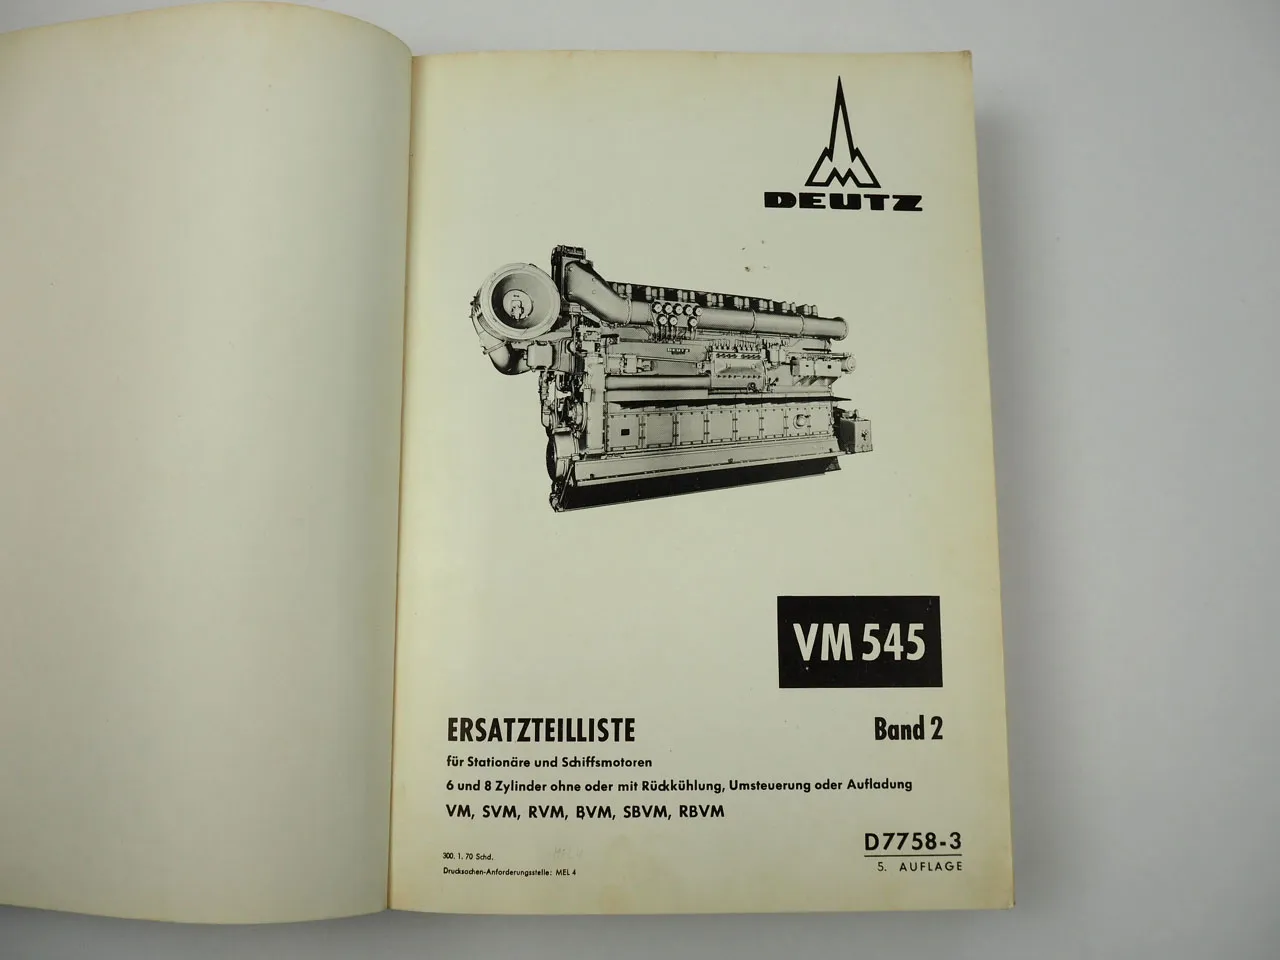 DEUTZ
VM 545
ERSATZTEILLISTE Band 2
für Stationäre und Schiffsmotoren
6 und 8 Zylinder ohne oder mit Rückkühlung, Umsteuerung oder Aufladung
VM, SVM, RVM, BVM, SBVM, RBVM
D7758-3
5. AUFLAGE
300. 1. 70 Schd.
Drucksachen-Anforderungsstelle: MEL 4